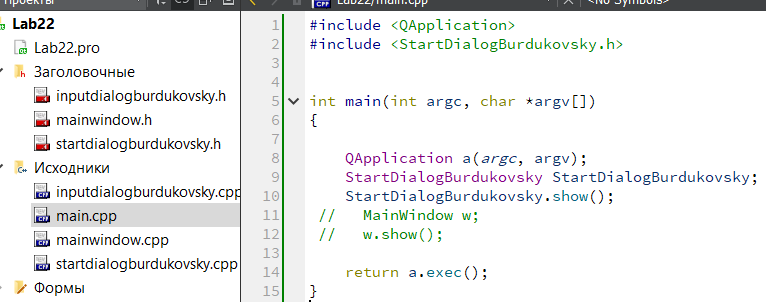 Lab22/main.cpp
<No Symbols>
Lab22
Lab22.pro
Заголовочные
inputdialogburdukovsky.h
mainwindow.h
startdialogburdukovsky.h
Исходники
inputdialogburdukovsky.cpp
main.cpp
mainwindow.cpp
startdialogburdukovsky.cpp
Формы
1 #include <QApplication>
2 #include <StartDialogBurdukovsky.h>
3
4
5 int main(int argc, char *argv[])
6 {
7
8 QApplication a(argc, argv);
9 StartDialogBurdukovsky StartDialogBurdukovsky;
10 StartDialogBurdukovsky.show();
11 // MainWindow w;
12 // w.show();
13
14 return a.exec();
15 }